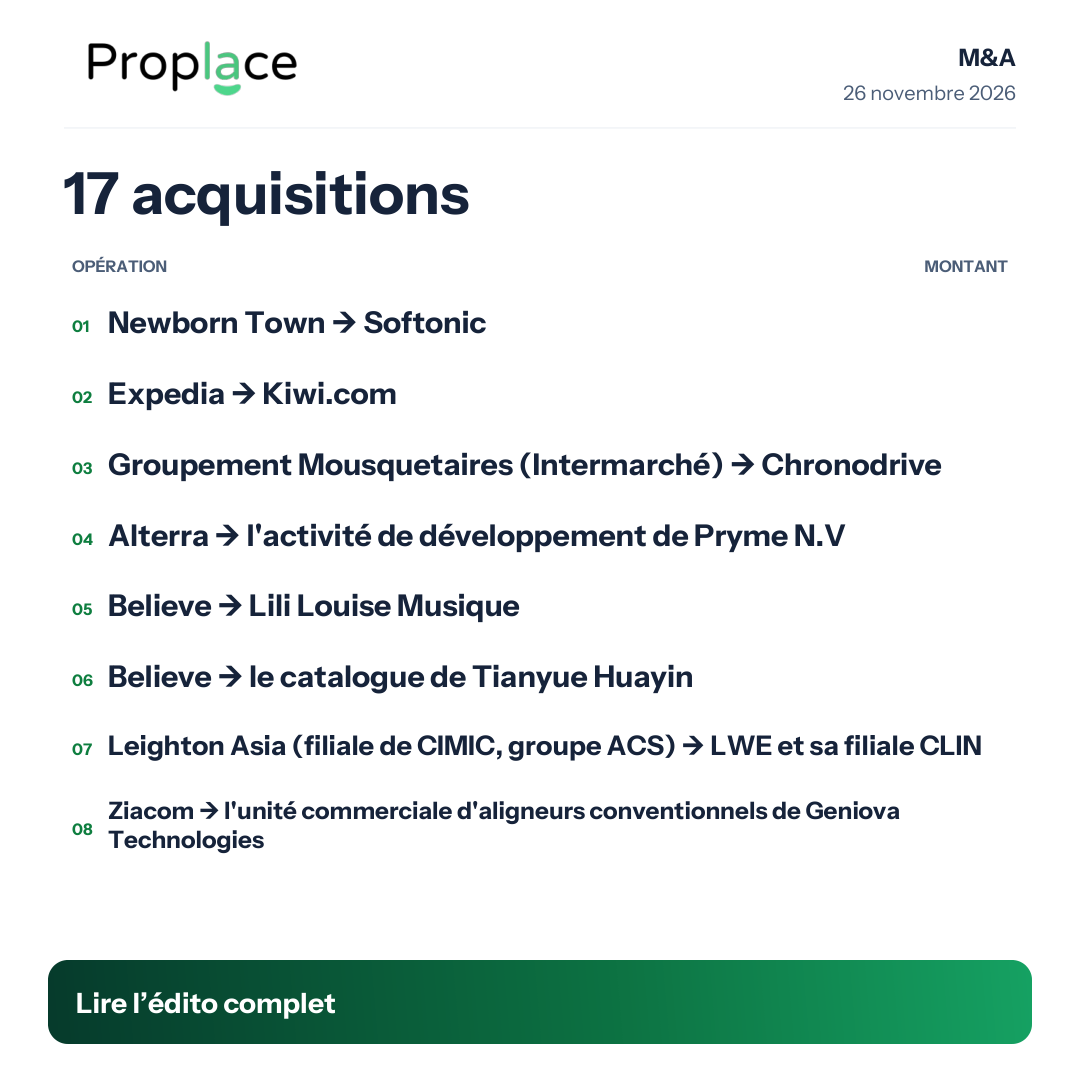 Proplace
M&A
26 novembre 2026
17 acquisitions
OPÉRATION
MONTANT
01 Newborn Town → Softonic
02 Expedia → Kiwi.com
03 Groupement Mousquetaires (Intermarché) → Chronodrive
04 Alterra → l'activité de développement de Pryme N.V
05 Believe → Lili Louise Musique
06 Believe → le catalogue de Tianyue Huayin
07 Leighton Asia (filiale de CIMIC, groupe ACS) → LWE et sa filiale CLIN
08 Ziacom → l'unité commerciale d'aligneurs conventionnels de Geniova
Technologies
Lire l’édito complet